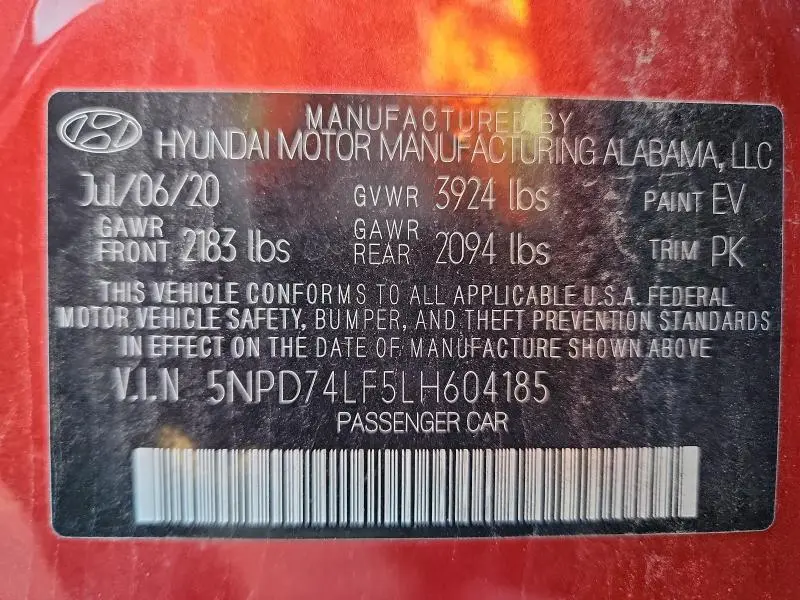 MANUFACTURED BY
HYUNDAI MOTOR MANUFACTURING ALABAMA, LLC
Jul/06/20 GVWR 3924 lbs PAINT EV
GAWR FRONT 2183 lbs GAWR REAR 2094 lbs TRIM PK
THIS VEHICLE CONFORMS TO ALL APPLICABLE U.S.A. FEDERAL
MOTOR VEHICLE SAFETY, BUMPER, AND THEFT PREVENTION STANDARDS
IN EFFECT ON THE DATE OF MANUFACTURE SHOWN ABOVE
V.I.N 5NPD74LF5LH604185
PASSENGER CAR